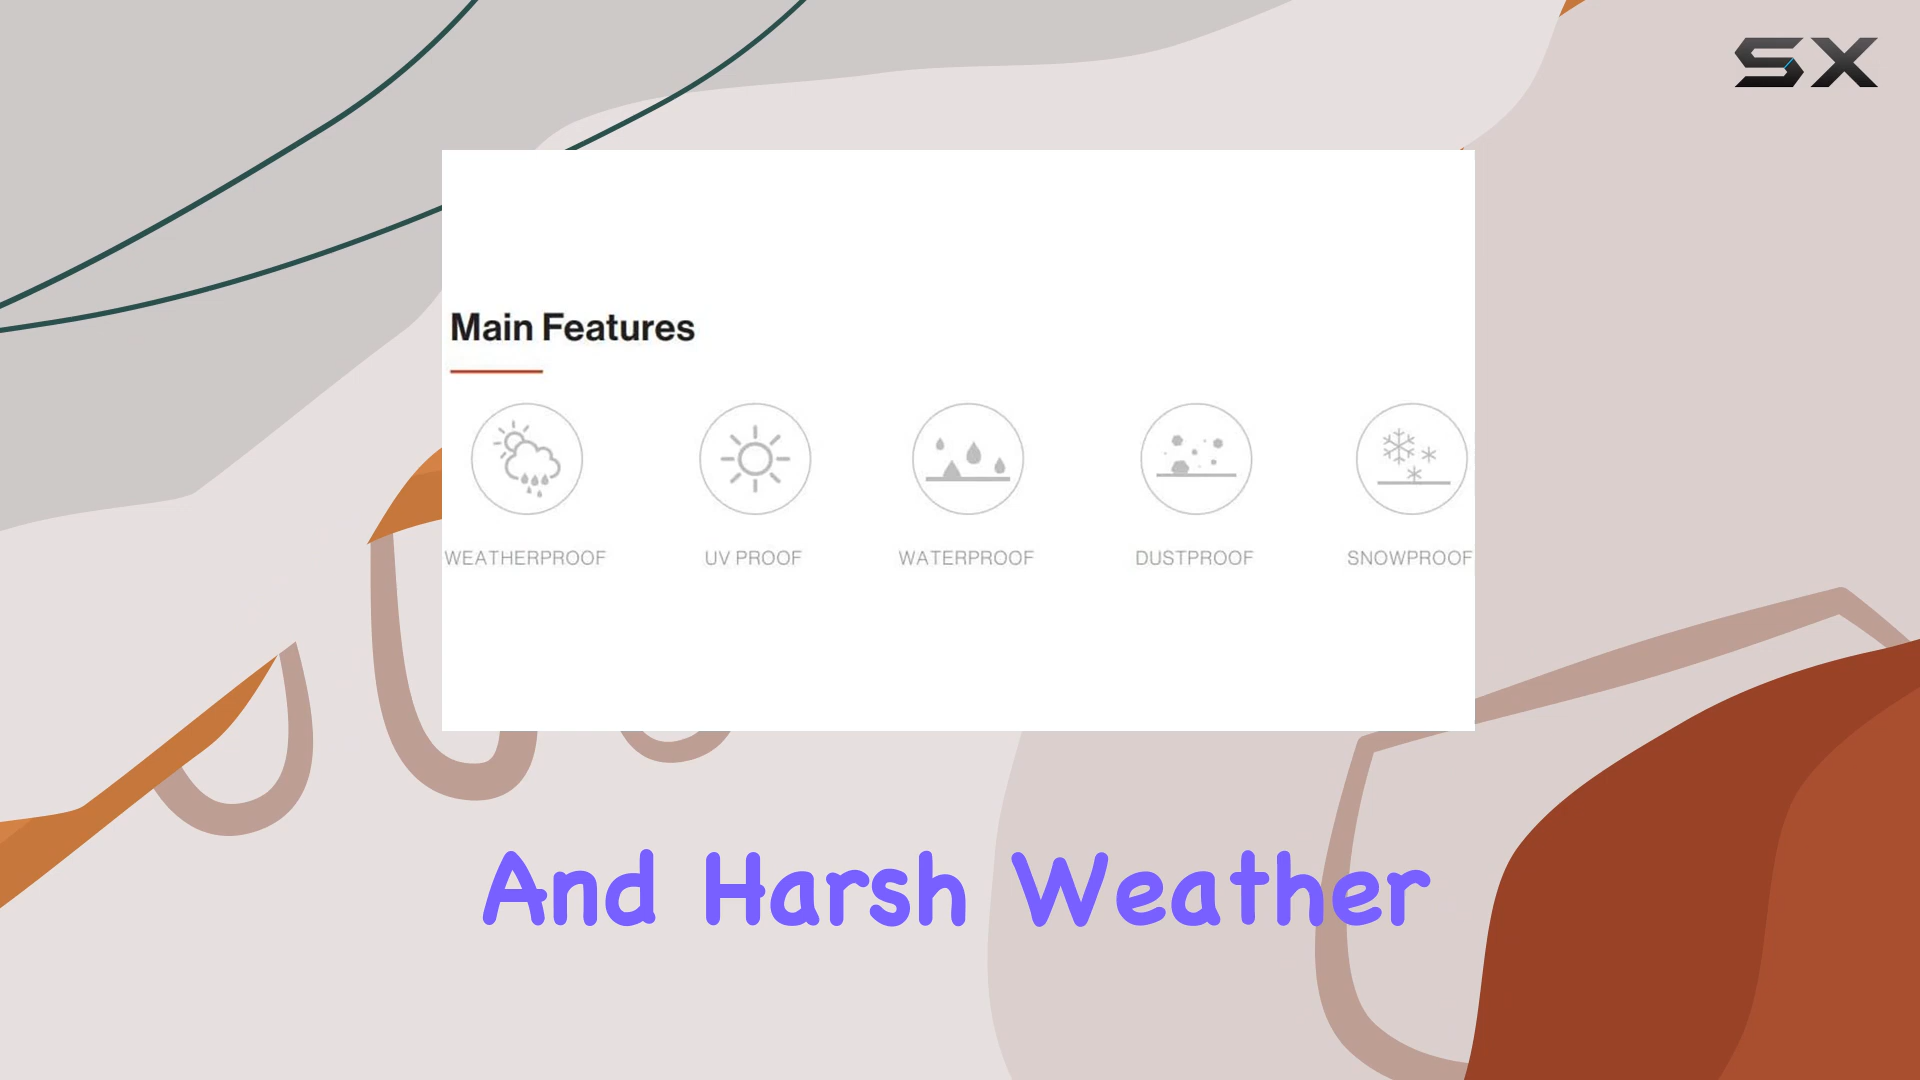 SX
Main Features
WEATHERPROOF UV PROOF WATERPROOF DUSTPROOF SNOWPROOF
And Harsh Weather